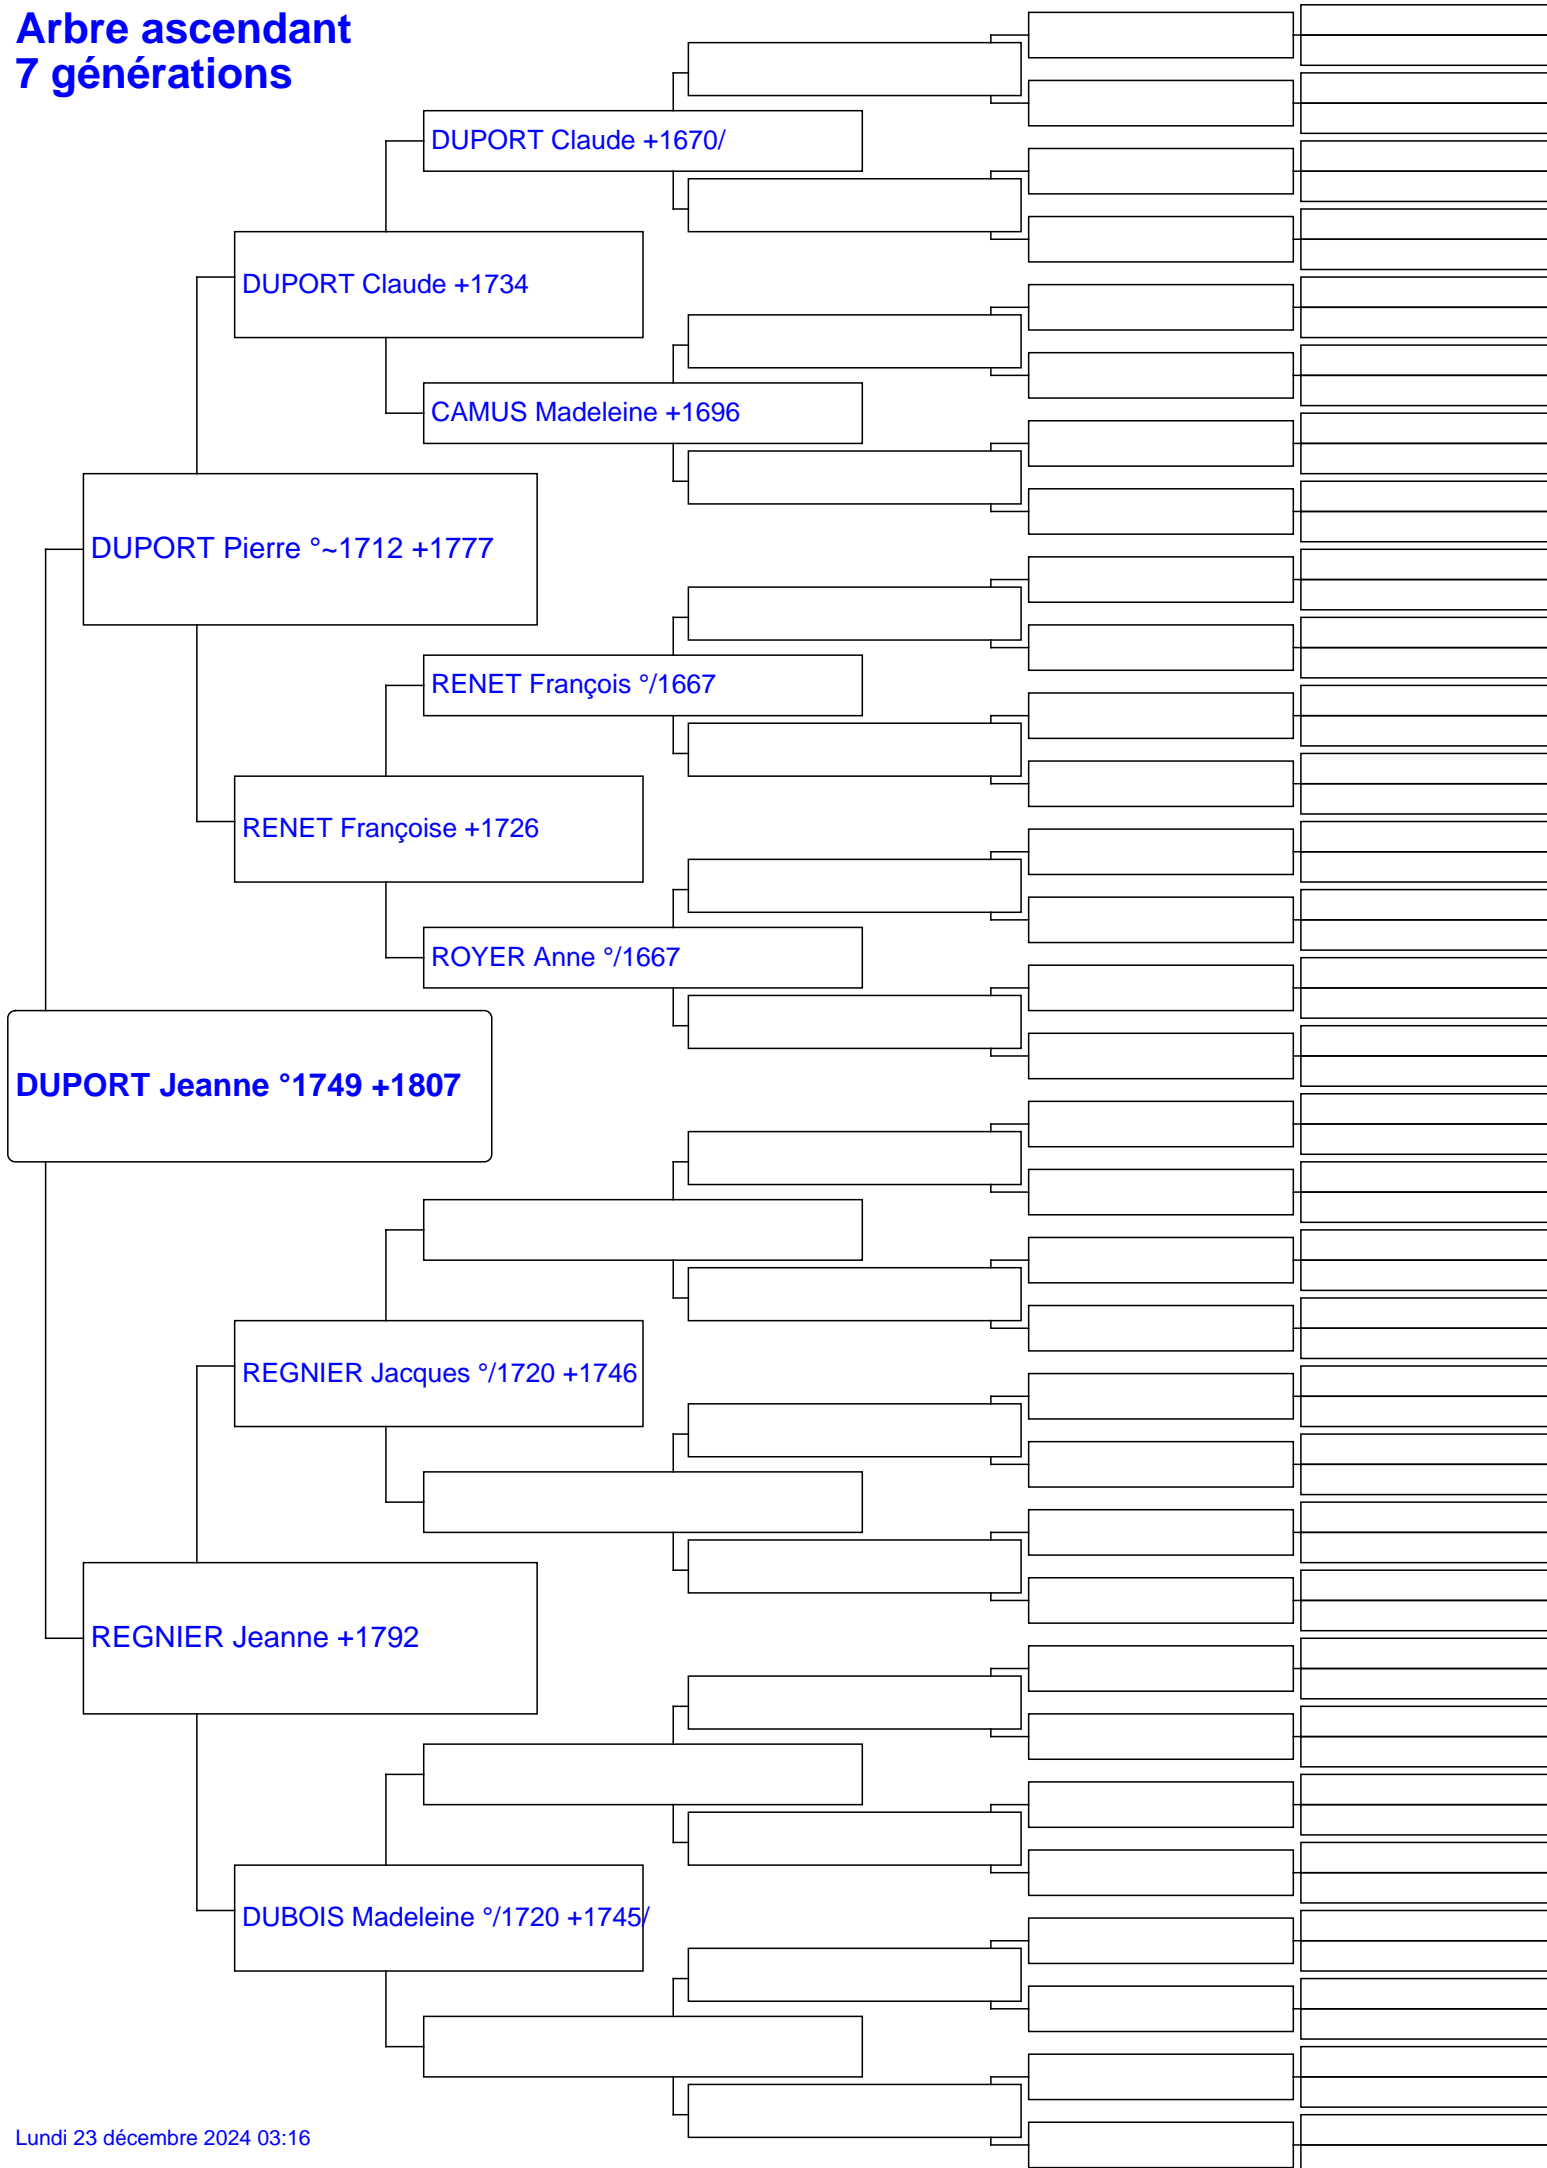 Arbre ascendant
7 générations
DUPORT Claude +1670/
DUPORT Claude +1734
CAMUS Madeleine +1696
DUPORT Pierre °~1712 +1777
RENET François °/1667
RENET Françoise +1726
ROYER Anne °/1667
DUPORT Jeanne °1749 +1807
REGNIER Jacques °/1720 +1746
REGNIER Jeanne +1792
DUBOIS Madeleine °/1720 +1745/
Lundi 23 décembre 2024 03:16